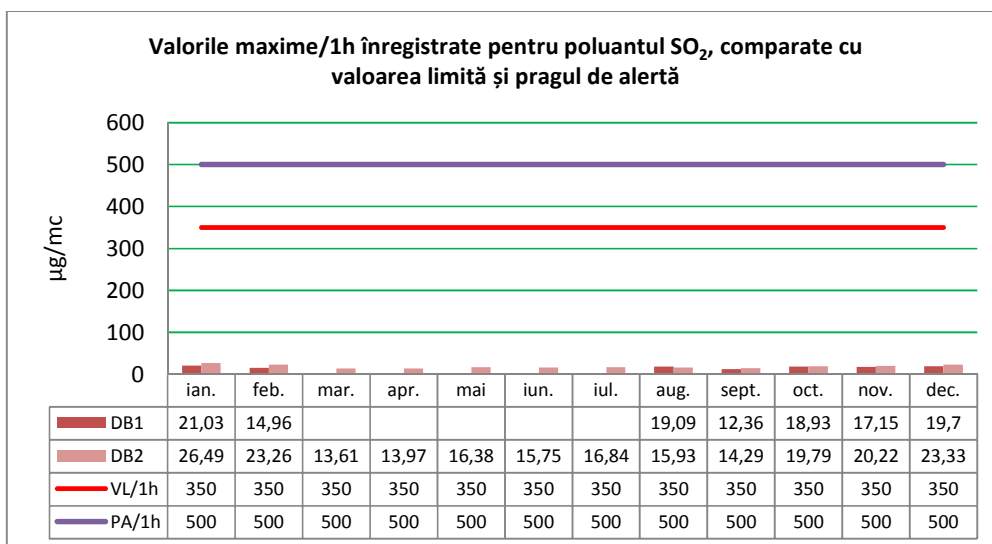 Valorile maxime/1h înregistrate pentru poluantul SO₂, comparate cu
valoarea limită și pragul de alertă
600
500
400
300
200
100
0
µg/mc
ian. feb. mar. apr. mai iun. iul. aug. sept. oct. nov. dec.
DB1 21,03 14,96 19,09 12,36 18,93 17,15 19,7
DB2 26,49 23,26 13,61 13,97 16,38 15,75 16,84 15,93 14,29 19,79 20,22 23,33
VL/1h 350 350 350 350 350 350 350 350 350 350 350 350
PA/1h 500 500 500 500 500 500 500 500 500 500 500 500